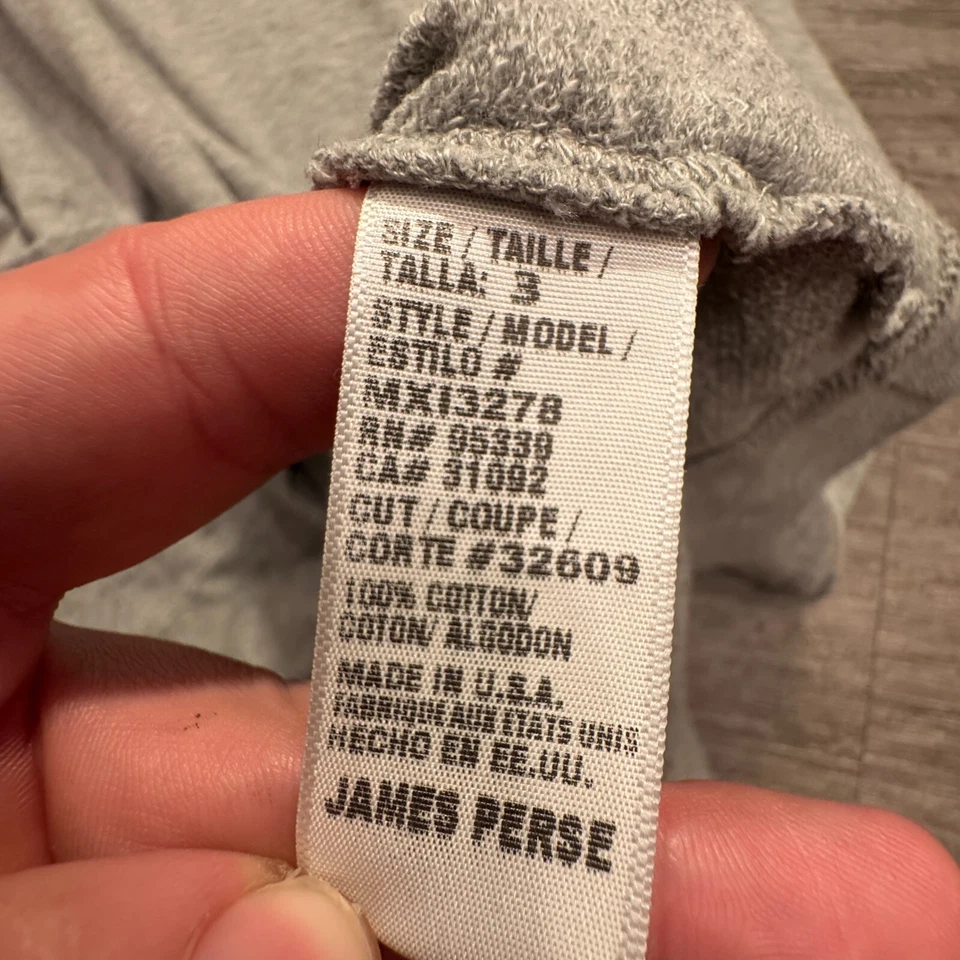 SIZE / TAILLE /
TALLA: 3
STYLE / MODEL /
ESTILO #
MXI3278
RN# 95339
CA# 31092
CUT / COUPE /
CORTE #32609
100% COTTON/
COTON/ ALGODON
MADE IN U.S.A.
FABRIQUE AUX ETATS UNIS
HECHO EN EE.UU.
JAMES PERSE